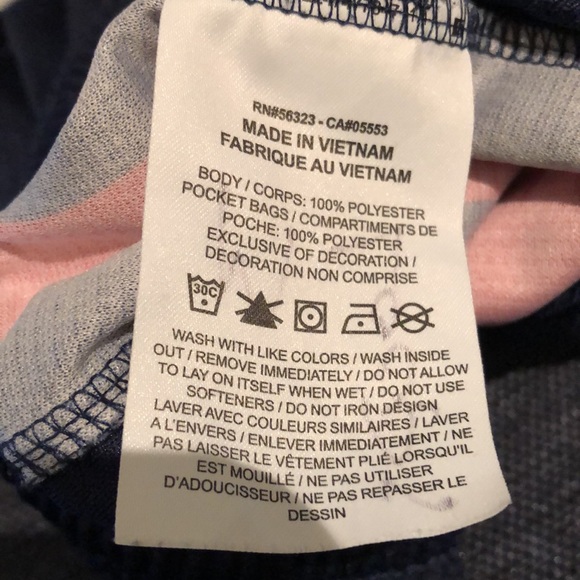 RN#56323 - CA#05553
MADE IN VIETNAM
FABRIQUE AU VIETNAM
BODY / CORPS: 100% POLYESTER
POCKET BAGS / COMPARTIMENTS DE
POCHE: 100% POLYESTER
EXCLUSIVE OF DECORATION /
DECORATION NON COMPRISE
30C
WASH WITH LIKE COLORS / WASH INSIDE
OUT / REMOVE IMMEDIATELY / DO NOT ALLOW
TO LAY ON ITSELF WHEN WET / DO NOT USE
SOFTENERS / DO NOT IRON DESIGN
LAVER AVEC COULEURS SIMILAIRES / LAVER
A L'ENVERS / ENLEVER IMMEDIATEMENT / NE
PAS LAISSER LE VÊTEMENT PLIÉ LORSQU'IL
EST MOUILLÉ / NE PAS UTILISER
D'ADOUCISSEUR / NE PAS REPASSER LE
DESSIN